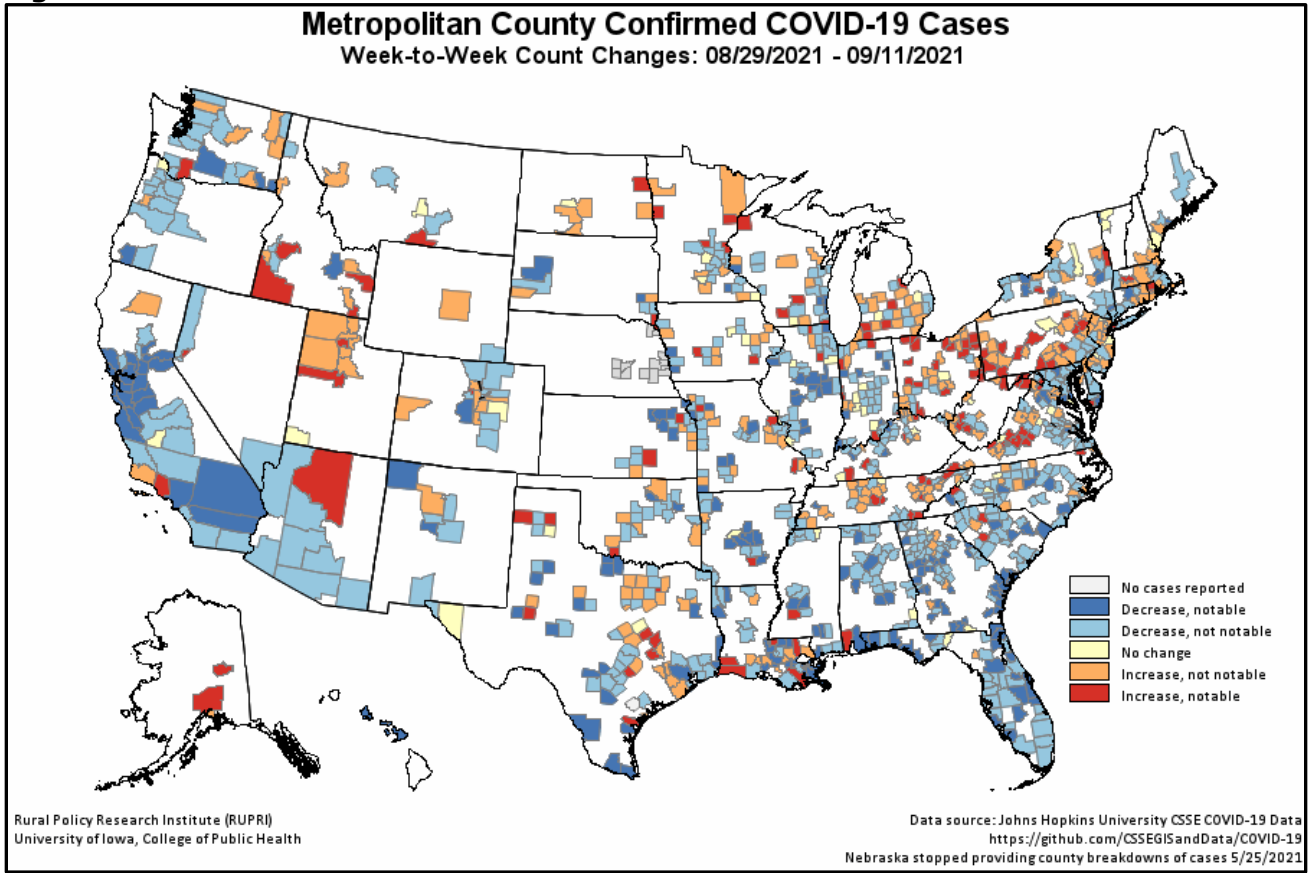 Metropolitan County Confirmed COVID-19 Cases
Week-to-Week Count Changes: 08/29/2021 - 09/11/2021
No cases reported
Decrease, notable
Decrease, not notable
No change
Increase, not notable
Increase, notable
Rural Policy Research Institute (RUPRI)
University of Iowa, College of Public Health
Data source: Johns Hopkins University CSSE COVID-19 Data
https://github.com/CSSEGISandData/COVID-19
Nebraska stopped providing county breakdowns of cases 5/25/2021